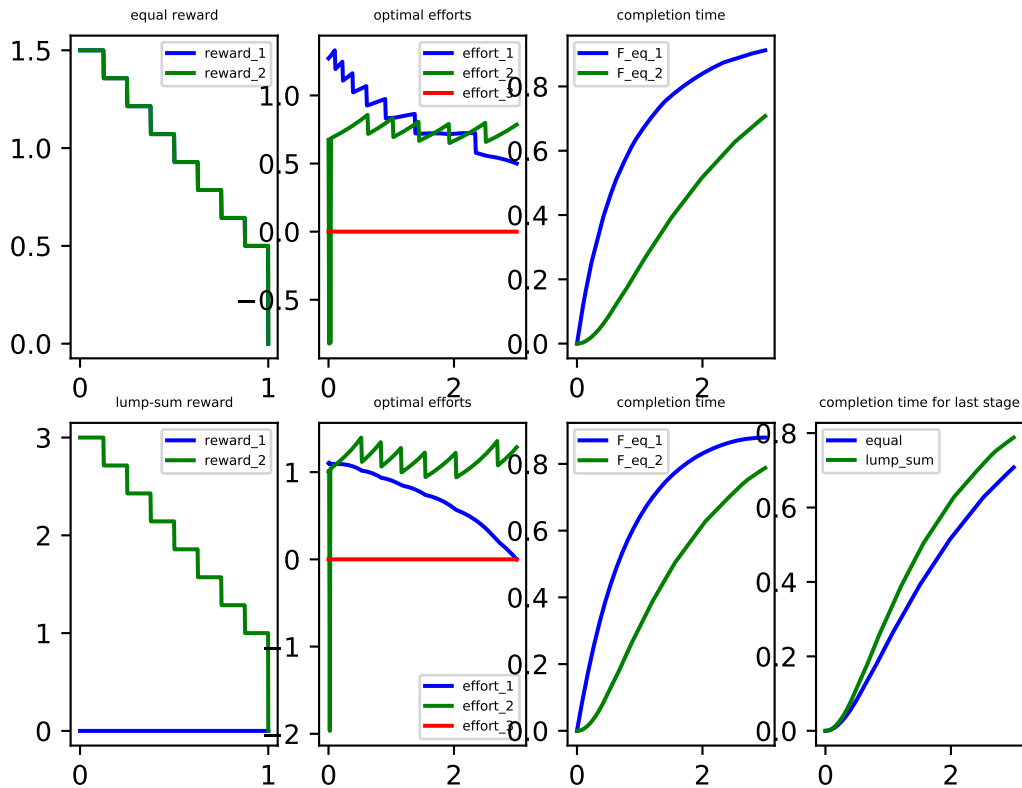 equal reward
optimal efforts
completion time
reward_1
reward_2
1.5
1.0
0.5
0.0
0
1
effort_1
effort_2
effort_3
1.0
0.5
0.0
−0.5
0
2
F_eq_1
F_eq_2
0.8
0.6
0.4
0.2
0.0
0
2
lump-sum reward
optimal efforts
completion time
completion time for last stage
reward_1
reward_2
3
2
1
0
0
1
effort_1
effort_2
effort_3
1
0
−1
−2
0
2
F_eq_1
F_eq_2
0.8
0.6
0.4
0.2
0.0
0
2
equal
lump_sum
0.8
0.6
0.4
0.2
0.0
0
2